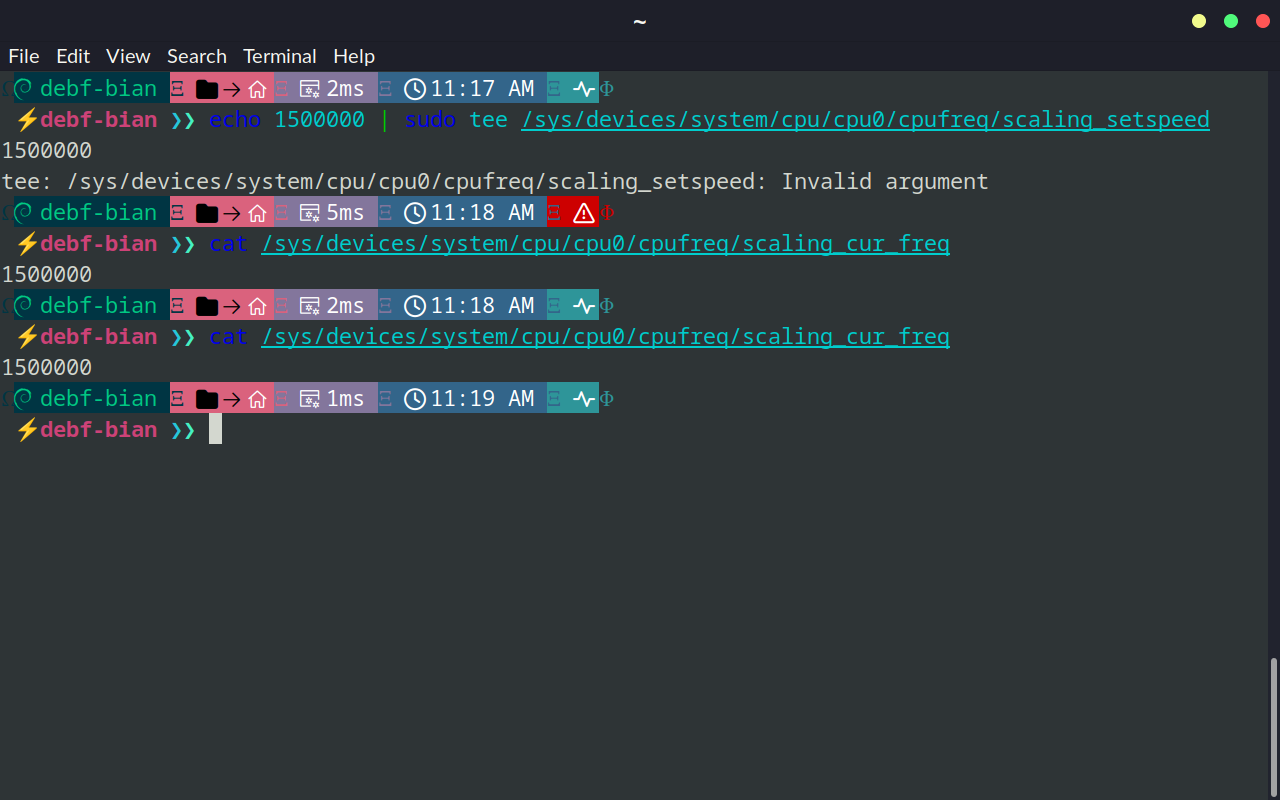 ~
File Edit View Search Terminal Help
debf-bian Ξ → Ξ 2ms Ξ 11:17 AM Ξ Φ
⚡debf-bian ❯❯ echo 1500000 | sudo tee /sys/devices/system/cpu/cpu0/cpufreq/scaling_setspeed
1500000
tee: /sys/devices/system/cpu/cpu0/cpufreq/scaling_setspeed: Invalid argument
debf-bian Ξ → Ξ 5ms Ξ 11:18 AM Ξ Φ
⚡debf-bian ❯❯ cat /sys/devices/system/cpu/cpu0/cpufreq/scaling_cur_freq
1500000
debf-bian Ξ → Ξ 2ms Ξ 11:18 AM Ξ Φ
⚡debf-bian ❯❯ cat /sys/devices/system/cpu/cpu0/cpufreq/scaling_cur_freq
1500000
debf-bian Ξ → Ξ 1ms Ξ 11:19 AM Ξ Φ
⚡debf-bian ❯❯